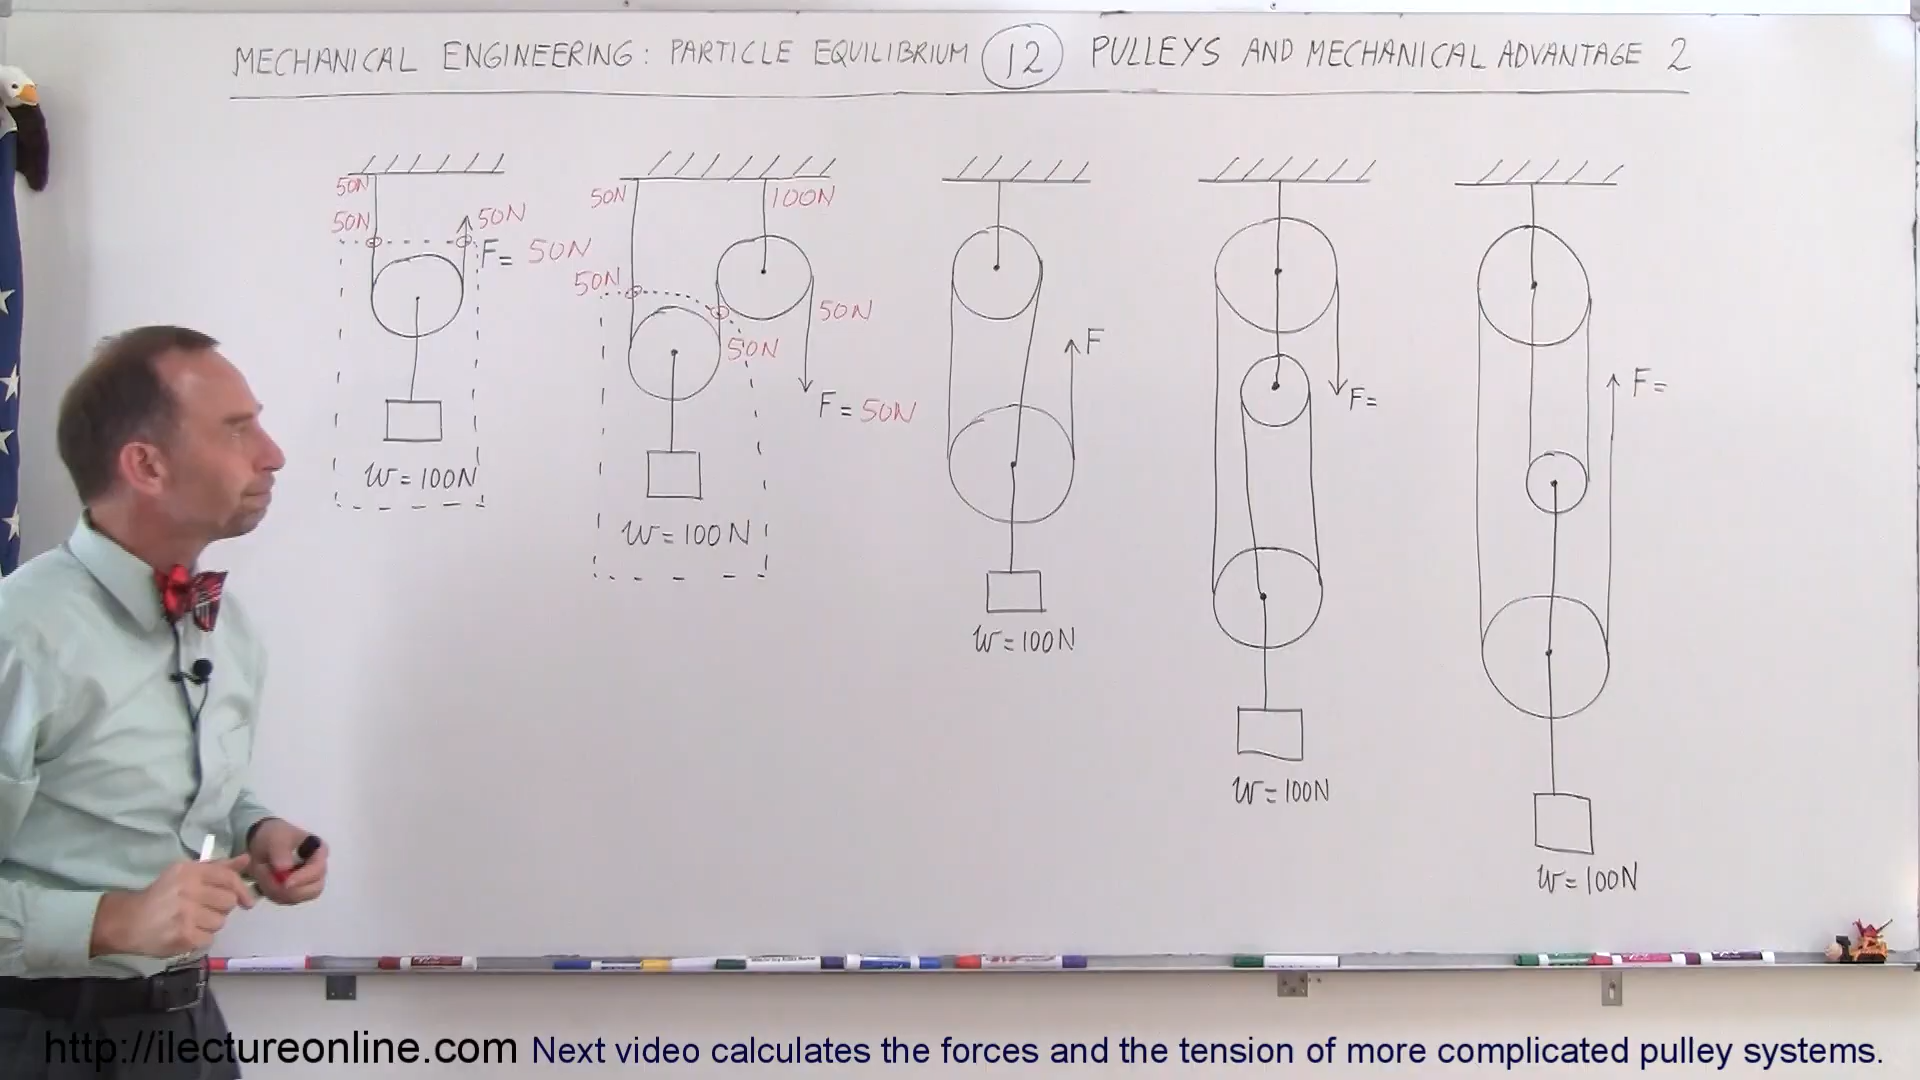 MECHANICAL ENGINEERING: PARTICLE EQUILIBRIUM 12 PULLEYS AND MECHANICAL ADVANTAGE 2
50N
50N
50N
F = 50N
W = 100N
50N
100N
50N
50N
50N
F = 50N
W = 100N
F
W = 100N
F =
W = 100N
F =
W = 100N
http://ilectureonline.com Next video calculates the forces and the tension of more complicated pulley systems.